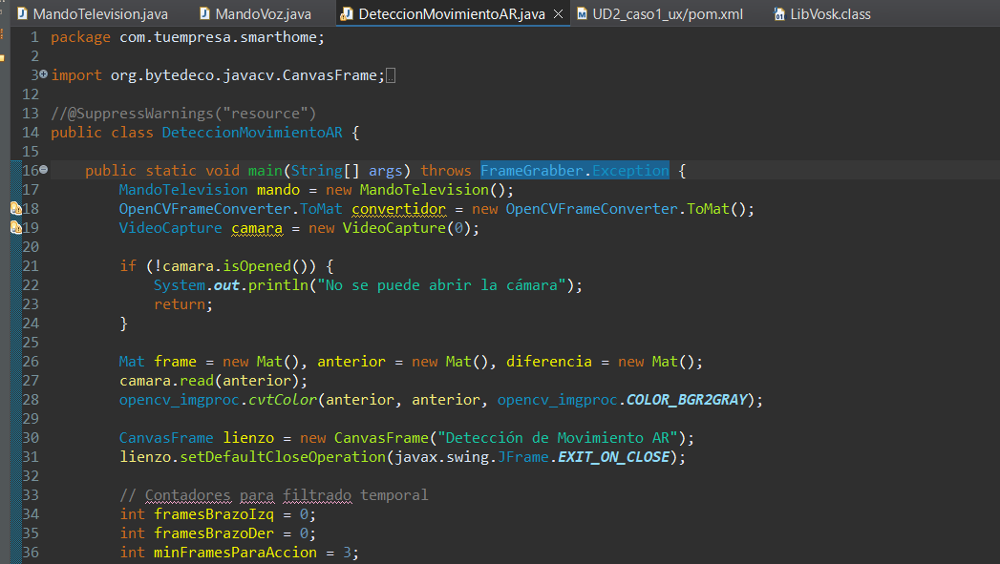 MandoTelevision.java MandoVoz.java DeteccionMovimientoAR.java UD2_caso1_ux/pom.xml LibVosk.class
1 package com.tuempresa.smarthome;
2
3 import org.bytedeco.javacv.CanvasFrame;
12
13 //@SuppressWarnings("resource")
14 public class DeteccionMovimientoAR {
15
16 public static void main(String[] args) throws FrameGrabber.Exception {
17 MandoTelevision mando = new MandoTelevision();
18 OpenCVFrameConverter.ToMat convertidor = new OpenCVFrameConverter.ToMat();
19 VideoCapture camara = new VideoCapture(0);
20
21 if (!camara.isOpened()) {
22 System.out.println("No se puede abrir la cámara");
23 return;
24 }
25
26 Mat frame = new Mat(), anterior = new Mat(), diferencia = new Mat();
27 camara.read(anterior);
28 opencv_imgproc.cvtColor(anterior, anterior, opencv_imgproc.COLOR_BGR2GRAY);
29
30 CanvasFrame lienzo = new CanvasFrame("Detección de Movimiento AR");
31 lienzo.setDefaultCloseOperation(javax.swing.JFrame.EXIT_ON_CLOSE);
32
33 // Contadores para filtrado temporal
34 int framesBrazoIzq = 0;
35 int framesBrazoDer = 0;
36 int minFramesParaAccion = 3;